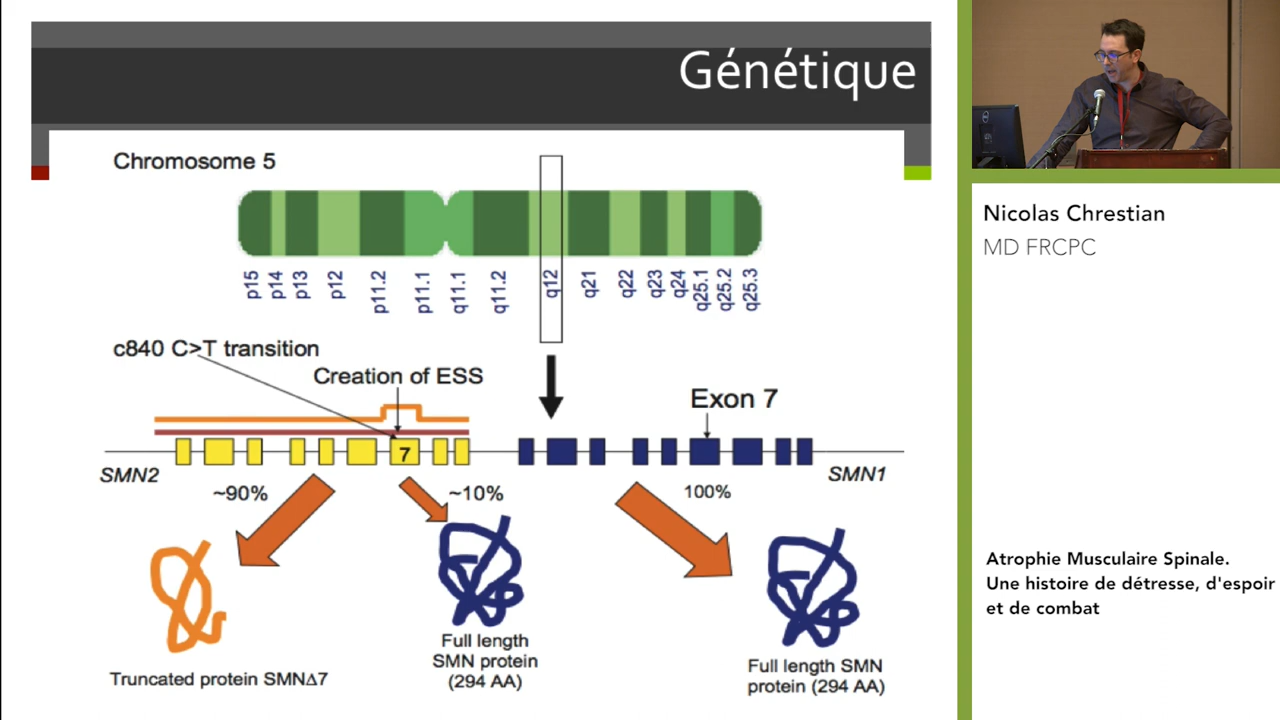 Génétique
Chromosome 5
p15
p14
p13
p12
p11.2
p11.1
q11.1
q11.2
q12
q21
q22
q23
q24
q25.1
q25.2
q25.3
c840 C>T transition
Creation of ESS
Exon 7
7
SMN2
SMN1
~90%
~10%
100%
Truncated protein SMNΔ7
Full length
SMN protein
(294 AA)
Full length SMN
protein (294 AA)
Nicolas Chrestian
MD FRCPC
Atrophie Musculaire Spinale.
Une histoire de détresse, d'espoir
et de combat